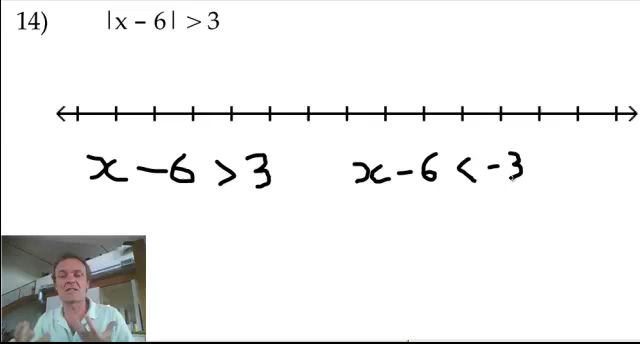 14) |x – 6| > 3
x – 6 > 3 x – 6 < -3